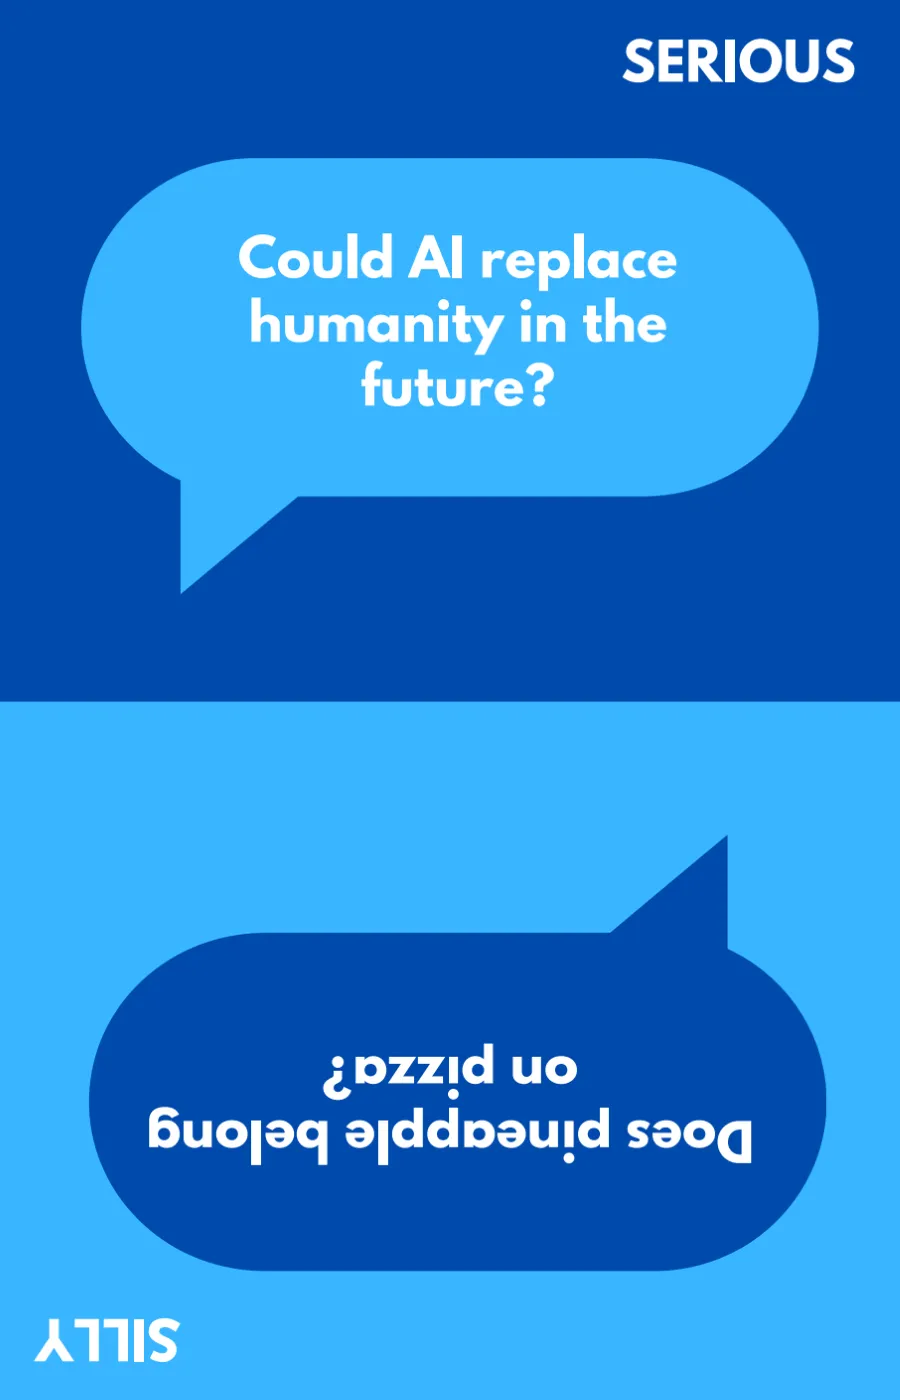 SERIOUS
Could AI replace
humanity in the
future?
SILLY
Does pineapple belong
on pizza?